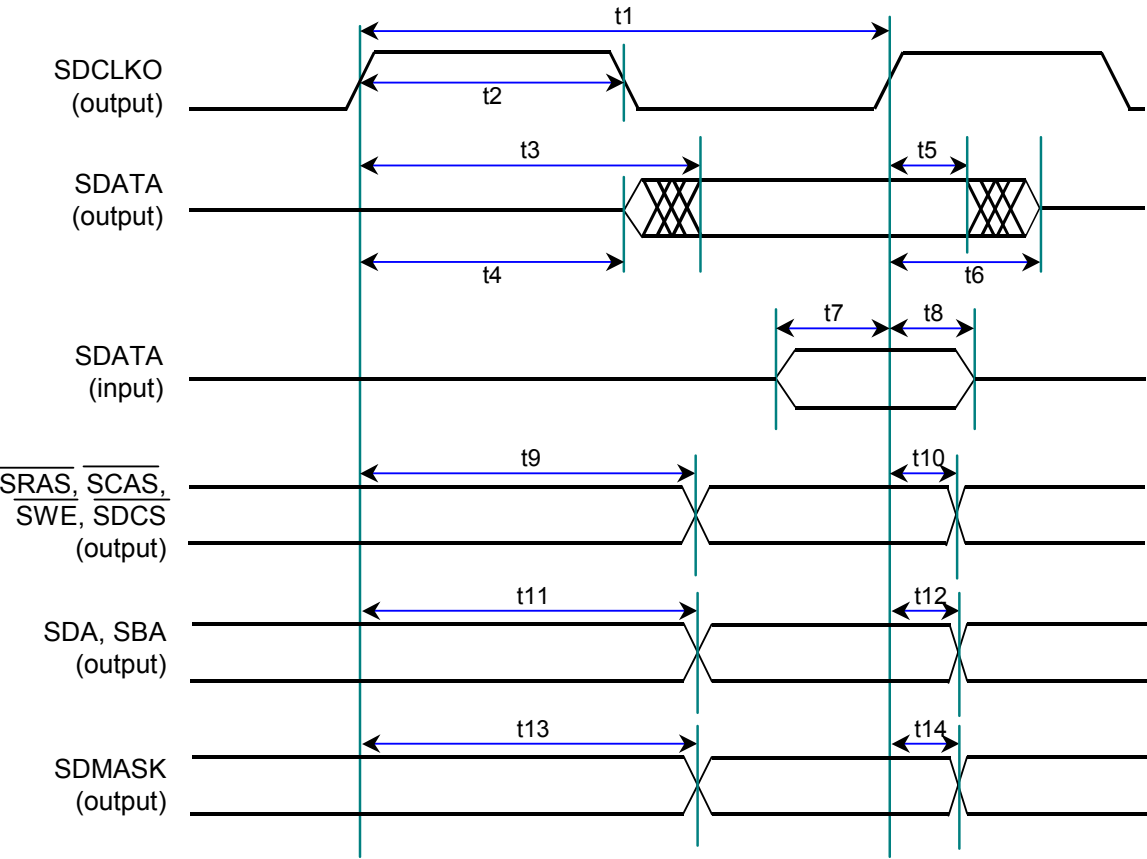 t1
SDCLKO
(output)
t2
t3
t5
SDATA
(output)
t4
t6
t7
t8
SDATA
(input)
t9
t10
SRAS, SCAS,
SWE, SDCS
(output)
t11
t12
SDA, SBA
(output)
t13
t14
SDMASK
(output)